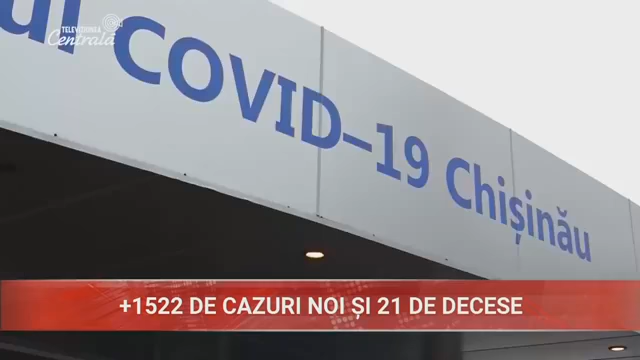 TELEVIZIUNEA
Centrală
ul COVID–19 Chișinău
+1522 DE CAZURI NOI ȘI 21 DE DECESE